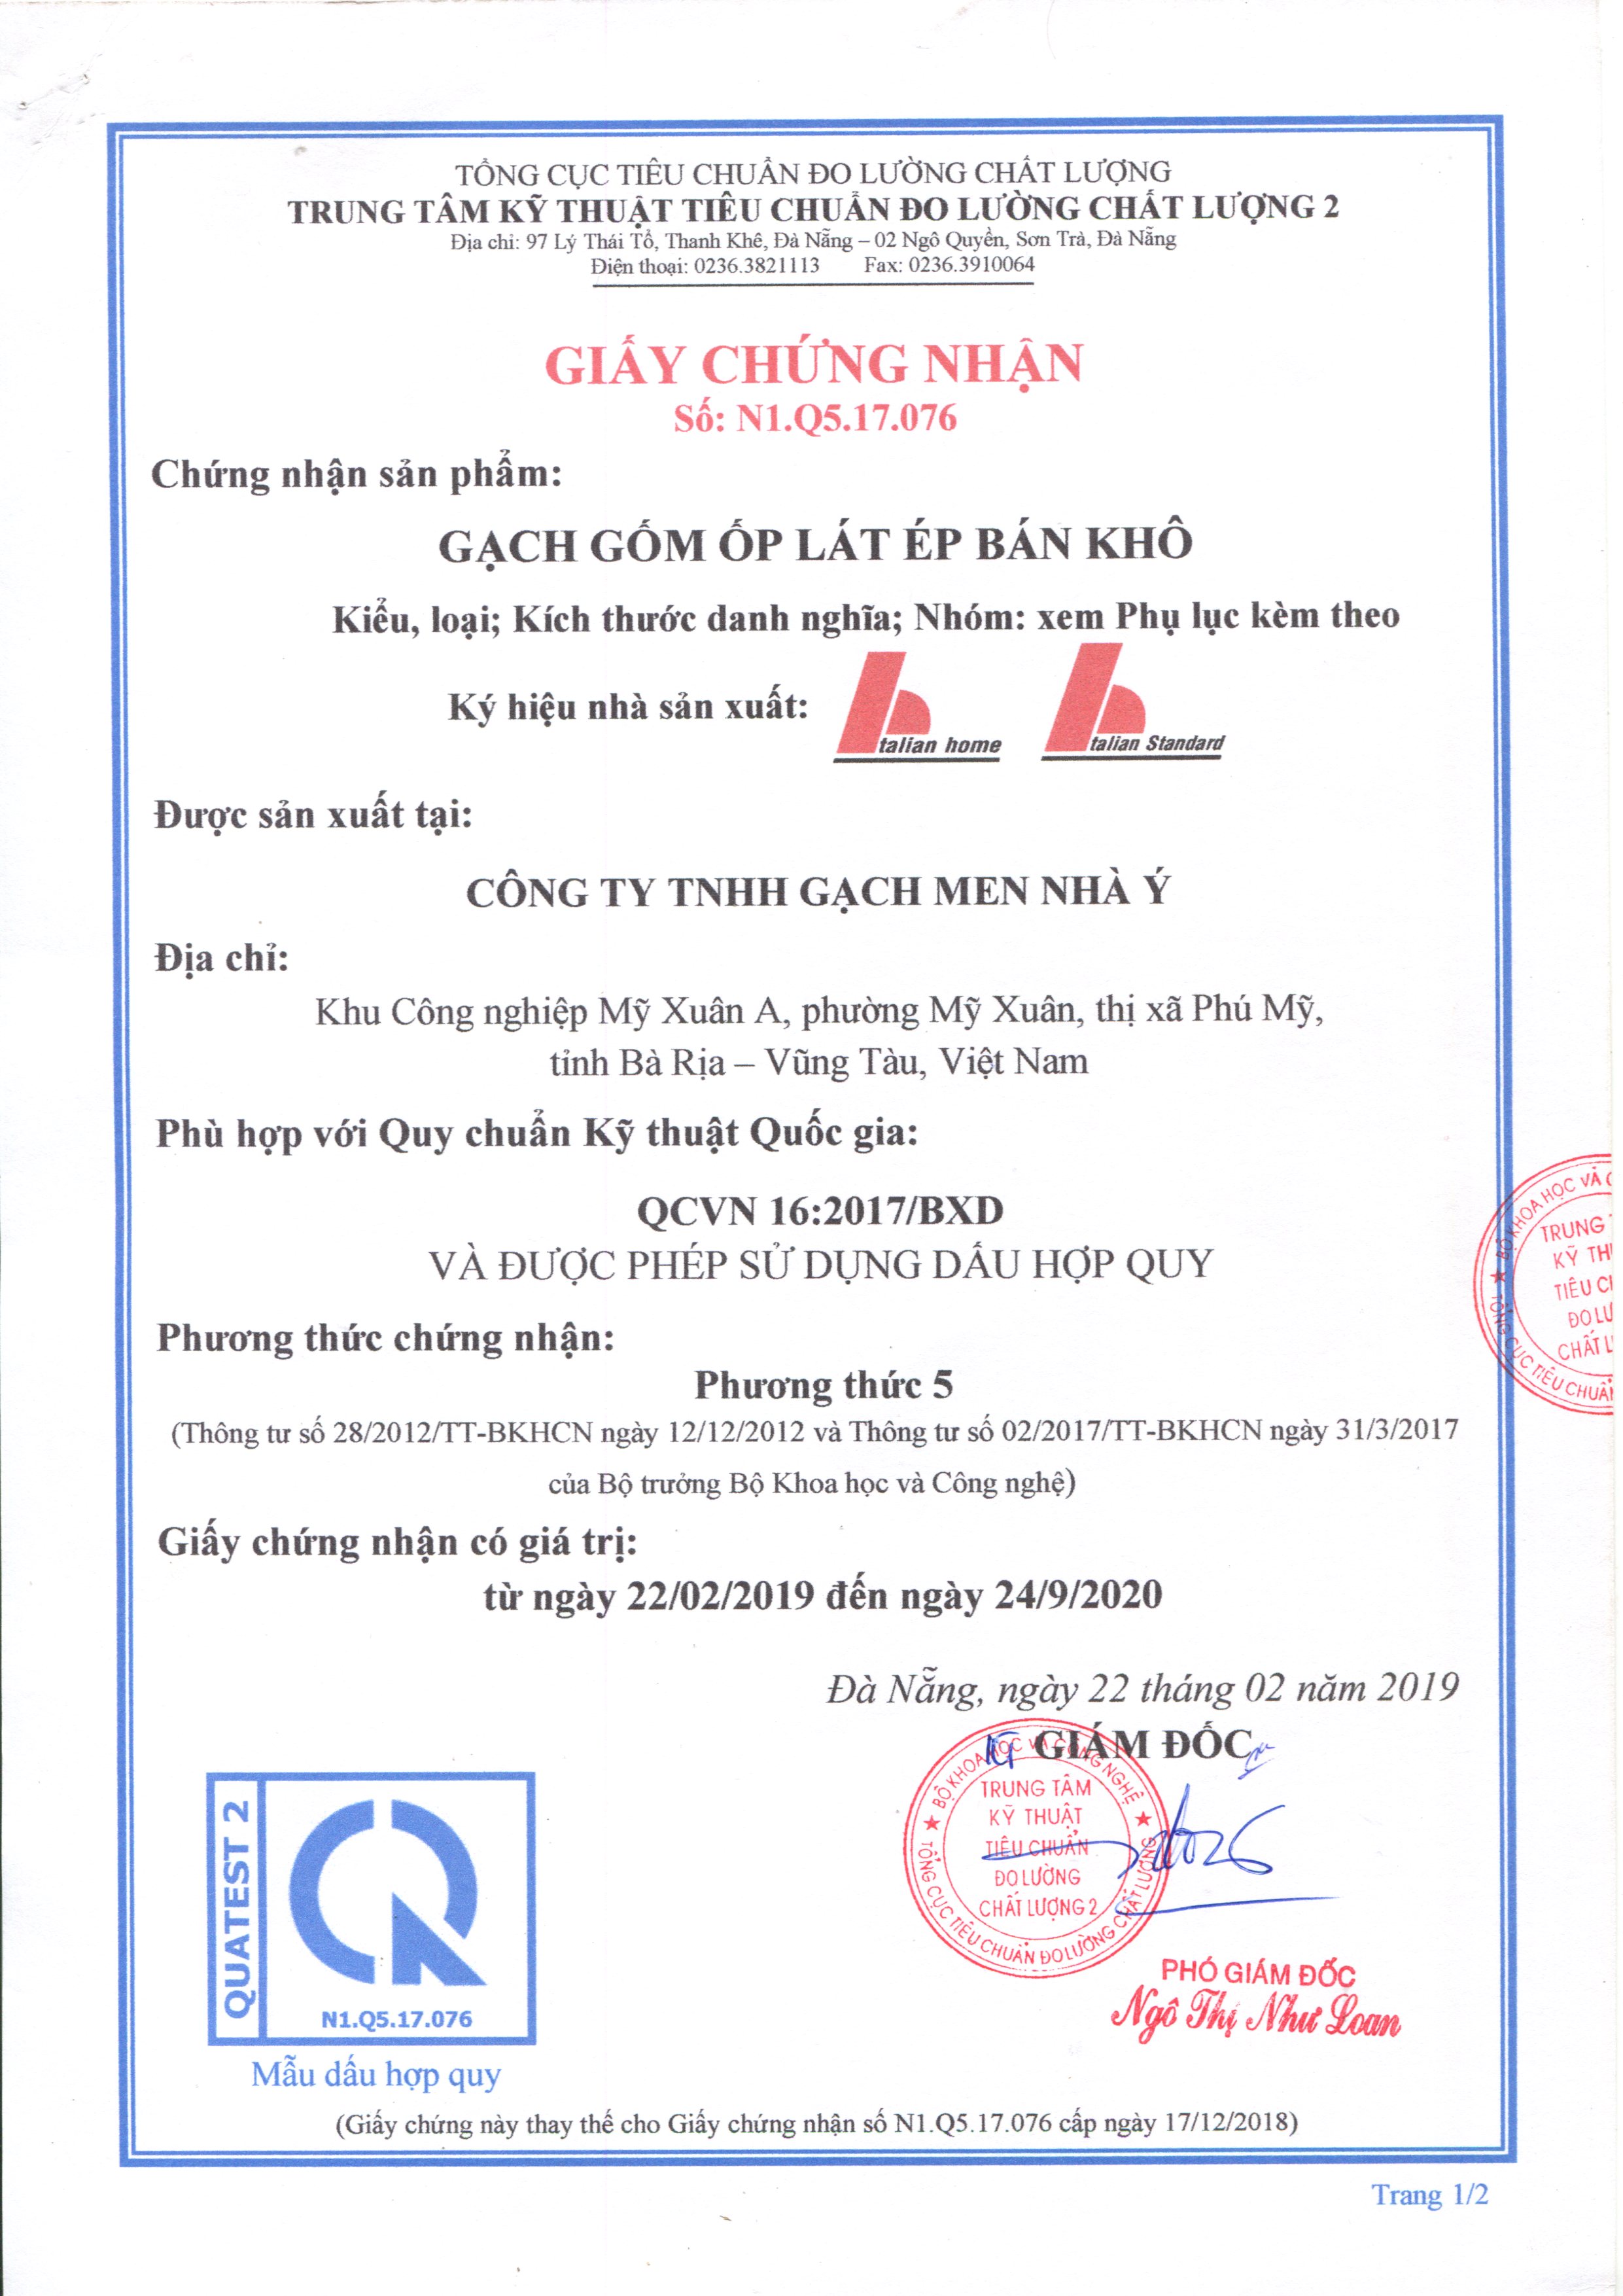 TỔNG CỤC TIÊU CHUẨN ĐO LƯỜNG CHẤT LƯỢNG
TRUNG TÂM KỸ THUẬT TIÊU CHUẨN ĐO LƯỜNG CHẤT LƯỢNG 2
Địa chỉ: 97 Lý Thái Tổ, Thanh Khê, Đà Nẵng – 02 Ngô Quyền, Sơn Trà, Đà Nẵng
Điện thoại: 0236.3821113 Fax: 0236.3910064
GIẤY CHỨNG NHẬN
Số: N1.Q5.17.076
Chứng nhận sản phẩm:
GẠCH GỐM ỐP LÁT ÉP BÁN KHÔ
Kiểu, loại; Kích thước danh nghĩa; Nhóm: xem Phụ lục kèm theo
Ký hiệu nhà sản xuất:
talian home
talian Standard
Được sản xuất tại:
CÔNG TY TNHH GẠCH MEN NHÀ Ý
Địa chỉ:
Khu Công nghiệp Mỹ Xuân A, phường Mỹ Xuân, thị xã Phú Mỹ,
tỉnh Bà Rịa – Vũng Tàu, Việt Nam
Phù hợp với Quy chuẩn Kỹ thuật Quốc gia:
QCVN 16:2017/BXD
VÀ ĐƯỢC PHÉP SỬ DỤNG DẤU HỢP QUY
BỘ KHOA HỌC VÀ C
TRUNG T
KỸ THU
TIÊU CH
ĐO LƯ
CHẤT L
TỔNG CỤC TIÊU CHUẨ
Phương thức chứng nhận:
Phương thức 5
(Thông tư số 28/2012/TT-BKHCN ngày 12/12/2012 và Thông tư số 02/2017/TT-BKHCN ngày 31/3/2017
của Bộ trưởng Bộ Khoa học và Công nghệ)
Giấy chứng nhận có giá trị:
từ ngày 22/02/2019 đến ngày 24/9/2020
Đà Nẵng, ngày 22 tháng 02 năm 2019
KT GIÁM ĐỐC
BỘ KHOA HỌC VÀ CÔNG NGHỆ
TRUNG TÂM
KỸ THUẬT
TIÊU CHUẨN
ĐO LƯỜNG
CHẤT LƯỢNG 2
TỔNG CỤC TIÊU CHUẨN ĐO LƯỜNG CHẤT LƯỢNG
PHÓ GIÁM ĐỐC
Ngô Thị Như Loan
QUATEST 2
N1.Q5.17.076
Mẫu dấu hợp quy
(Giấy chứng này thay thế cho Giấy chứng nhận số N1.Q5.17.076 cấp ngày 17/12/2018)
Trang 1/2